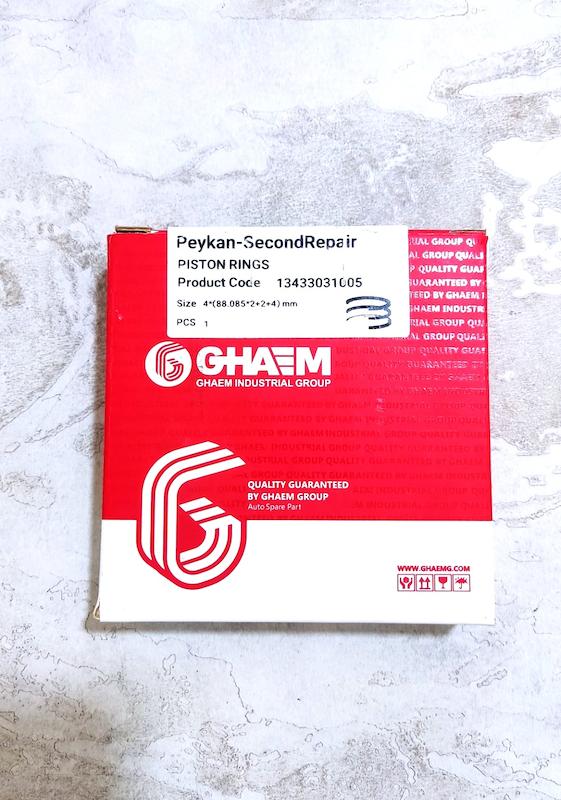 Peykan-SecondRepair
PISTON RINGS
Product Code 13433031005
Size 4*(88.085*2+2+4) mm
PCS 1
GHAEM
GHAEM INDUSTRIAL GROUP
QUALITY GUARANTEED
BY GHAEM GROUP
Auto Spare Part
WWW.GHAEMG.COM